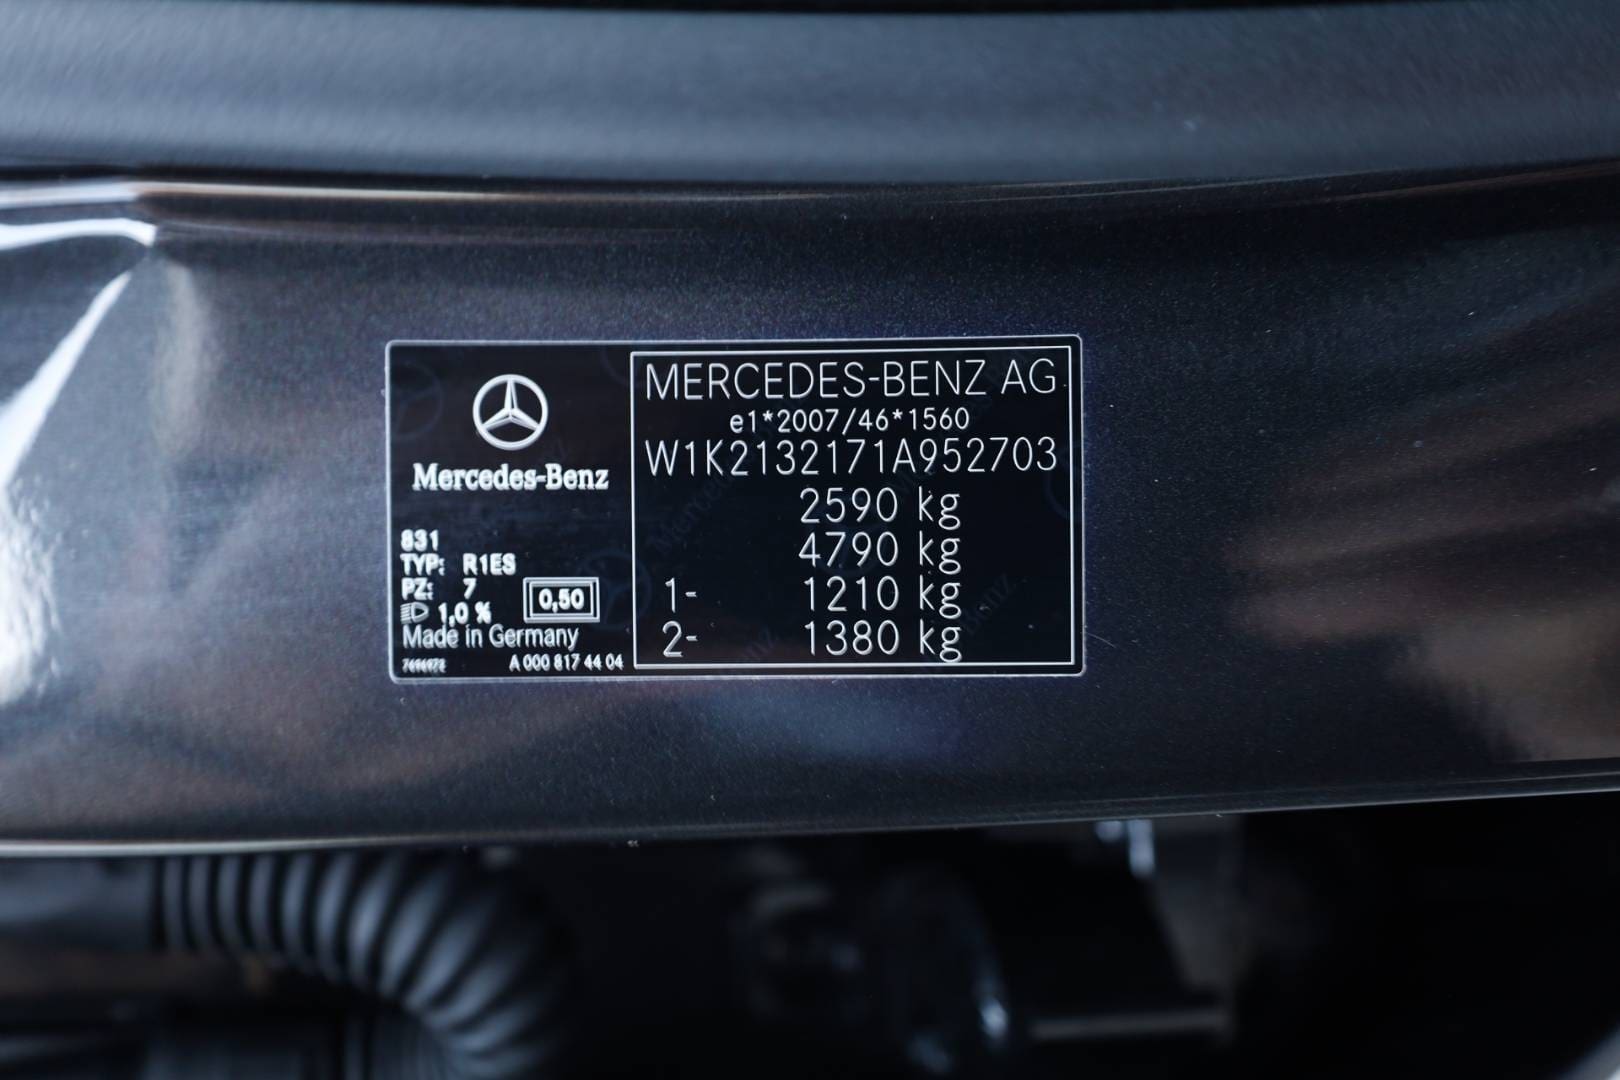 Mercedes-Benz
831
TYP: R1ES
PZ: 7
1,0 %
0,50
Made in Germany
A 000 817 44 04
MERCEDES-BENZ AG
e1*2007/46*1560
W1K2132171A952703
2590 kg
4790 kg
1- 1210 kg
2- 1380 kg